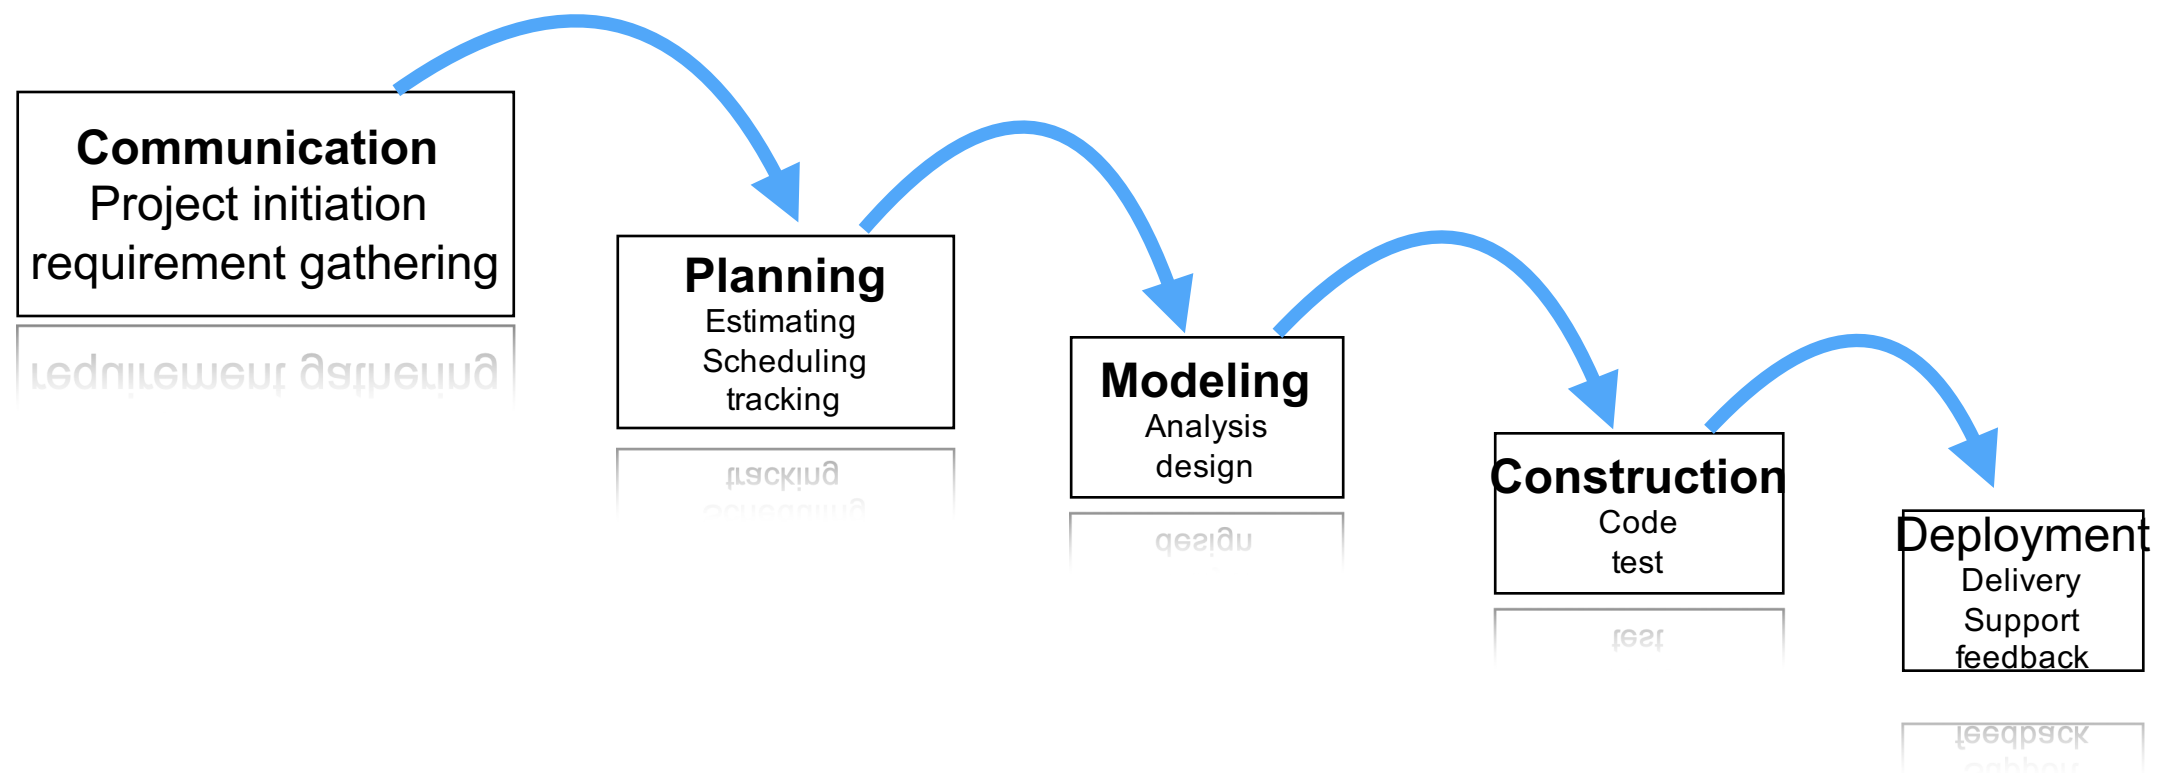 Communication
Project initiation
requirement gathering
Planning
Estimating
Scheduling
tracking
Modeling
Analysis
design
Construction
Code
test
Deployment
Delivery
Support
feedback